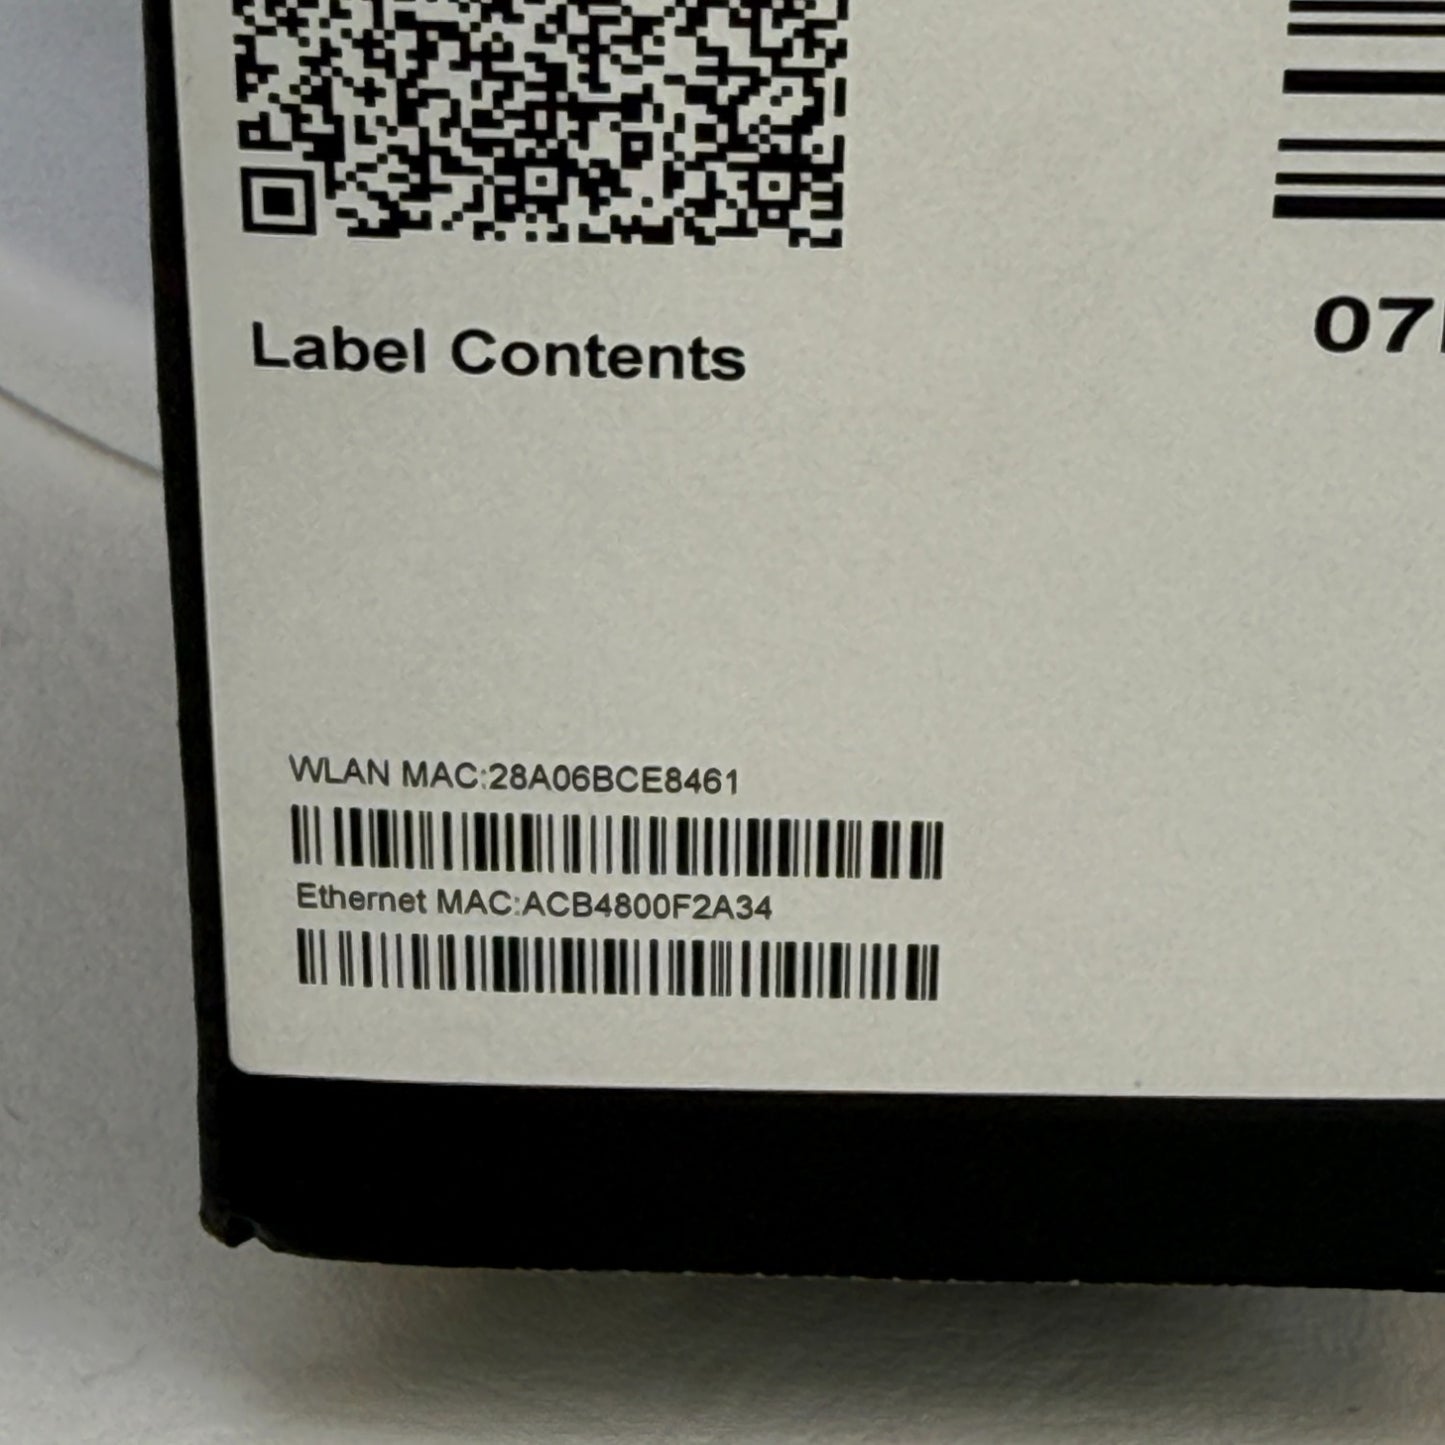 Label Contents
07
WLAN MAC:28A06BCE8461
Ethernet MAC:ACB4800F2A34